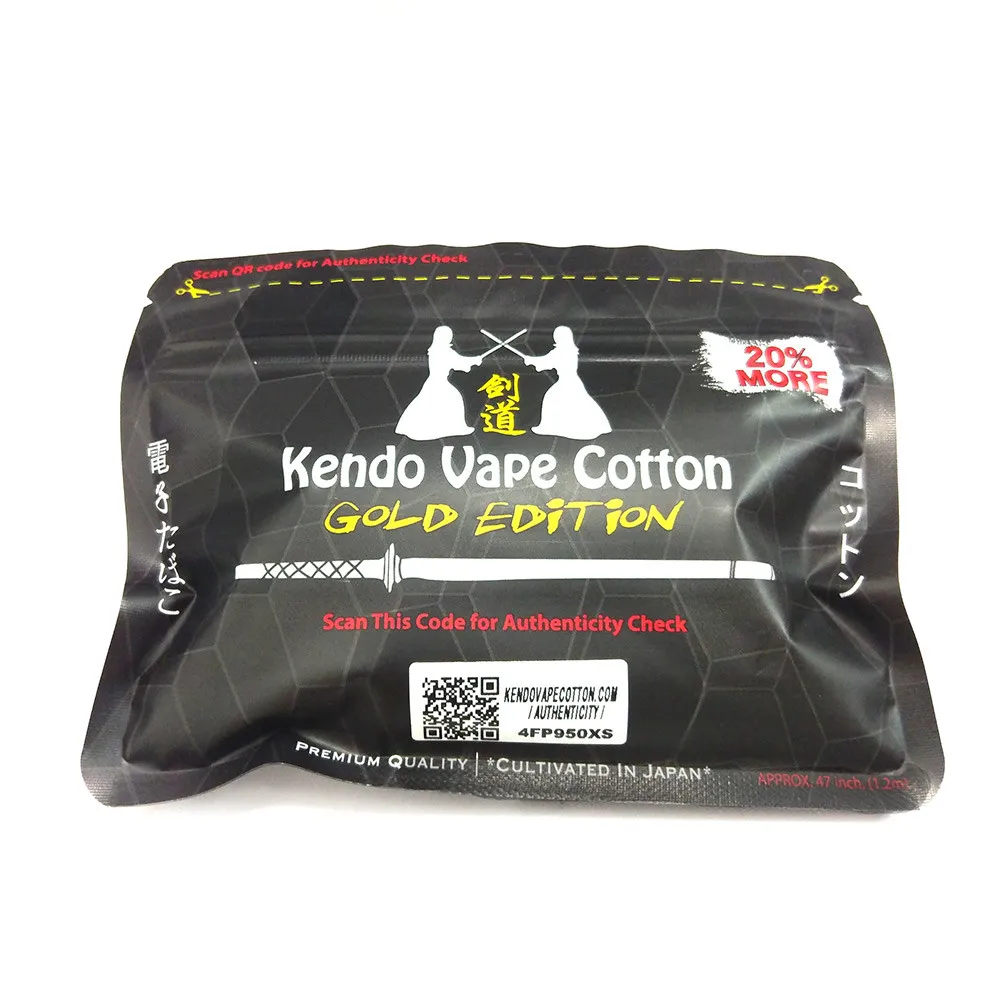 Scan QR code for Authenticity Check
20%
MORE
剣
道
Kendo Vape Cotton
GOLD EDITION
電子たばこ
コットン
Scan This Code for Authenticity Check
KENDOVAPECOTTON.COM
/AUTHENTICITY/
4FP950XS
PREMIUM QUALITY | *CULTIVATED IN JAPAN*
APPROX. 47 inch. (1.2m)